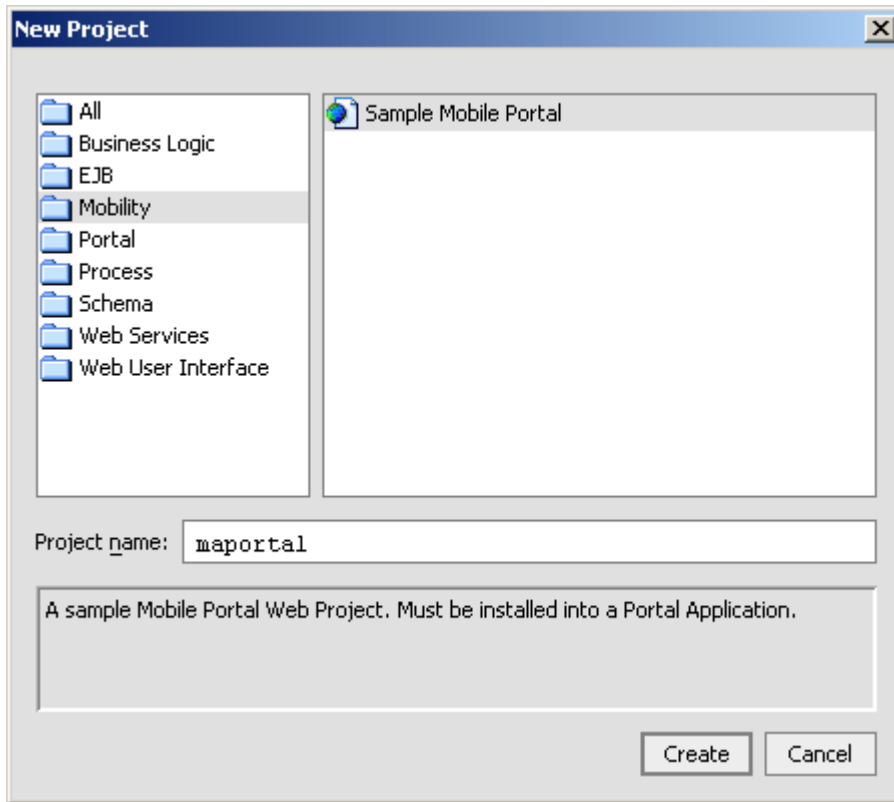 New Project
All
Business Logic
EJB
Mobility
Portal
Process
Schema
Web Services
Web User Interface
Sample Mobile Portal
Project name: maportal
A sample Mobile Portal Web Project. Must be installed into a Portal Application.
Create Cancel